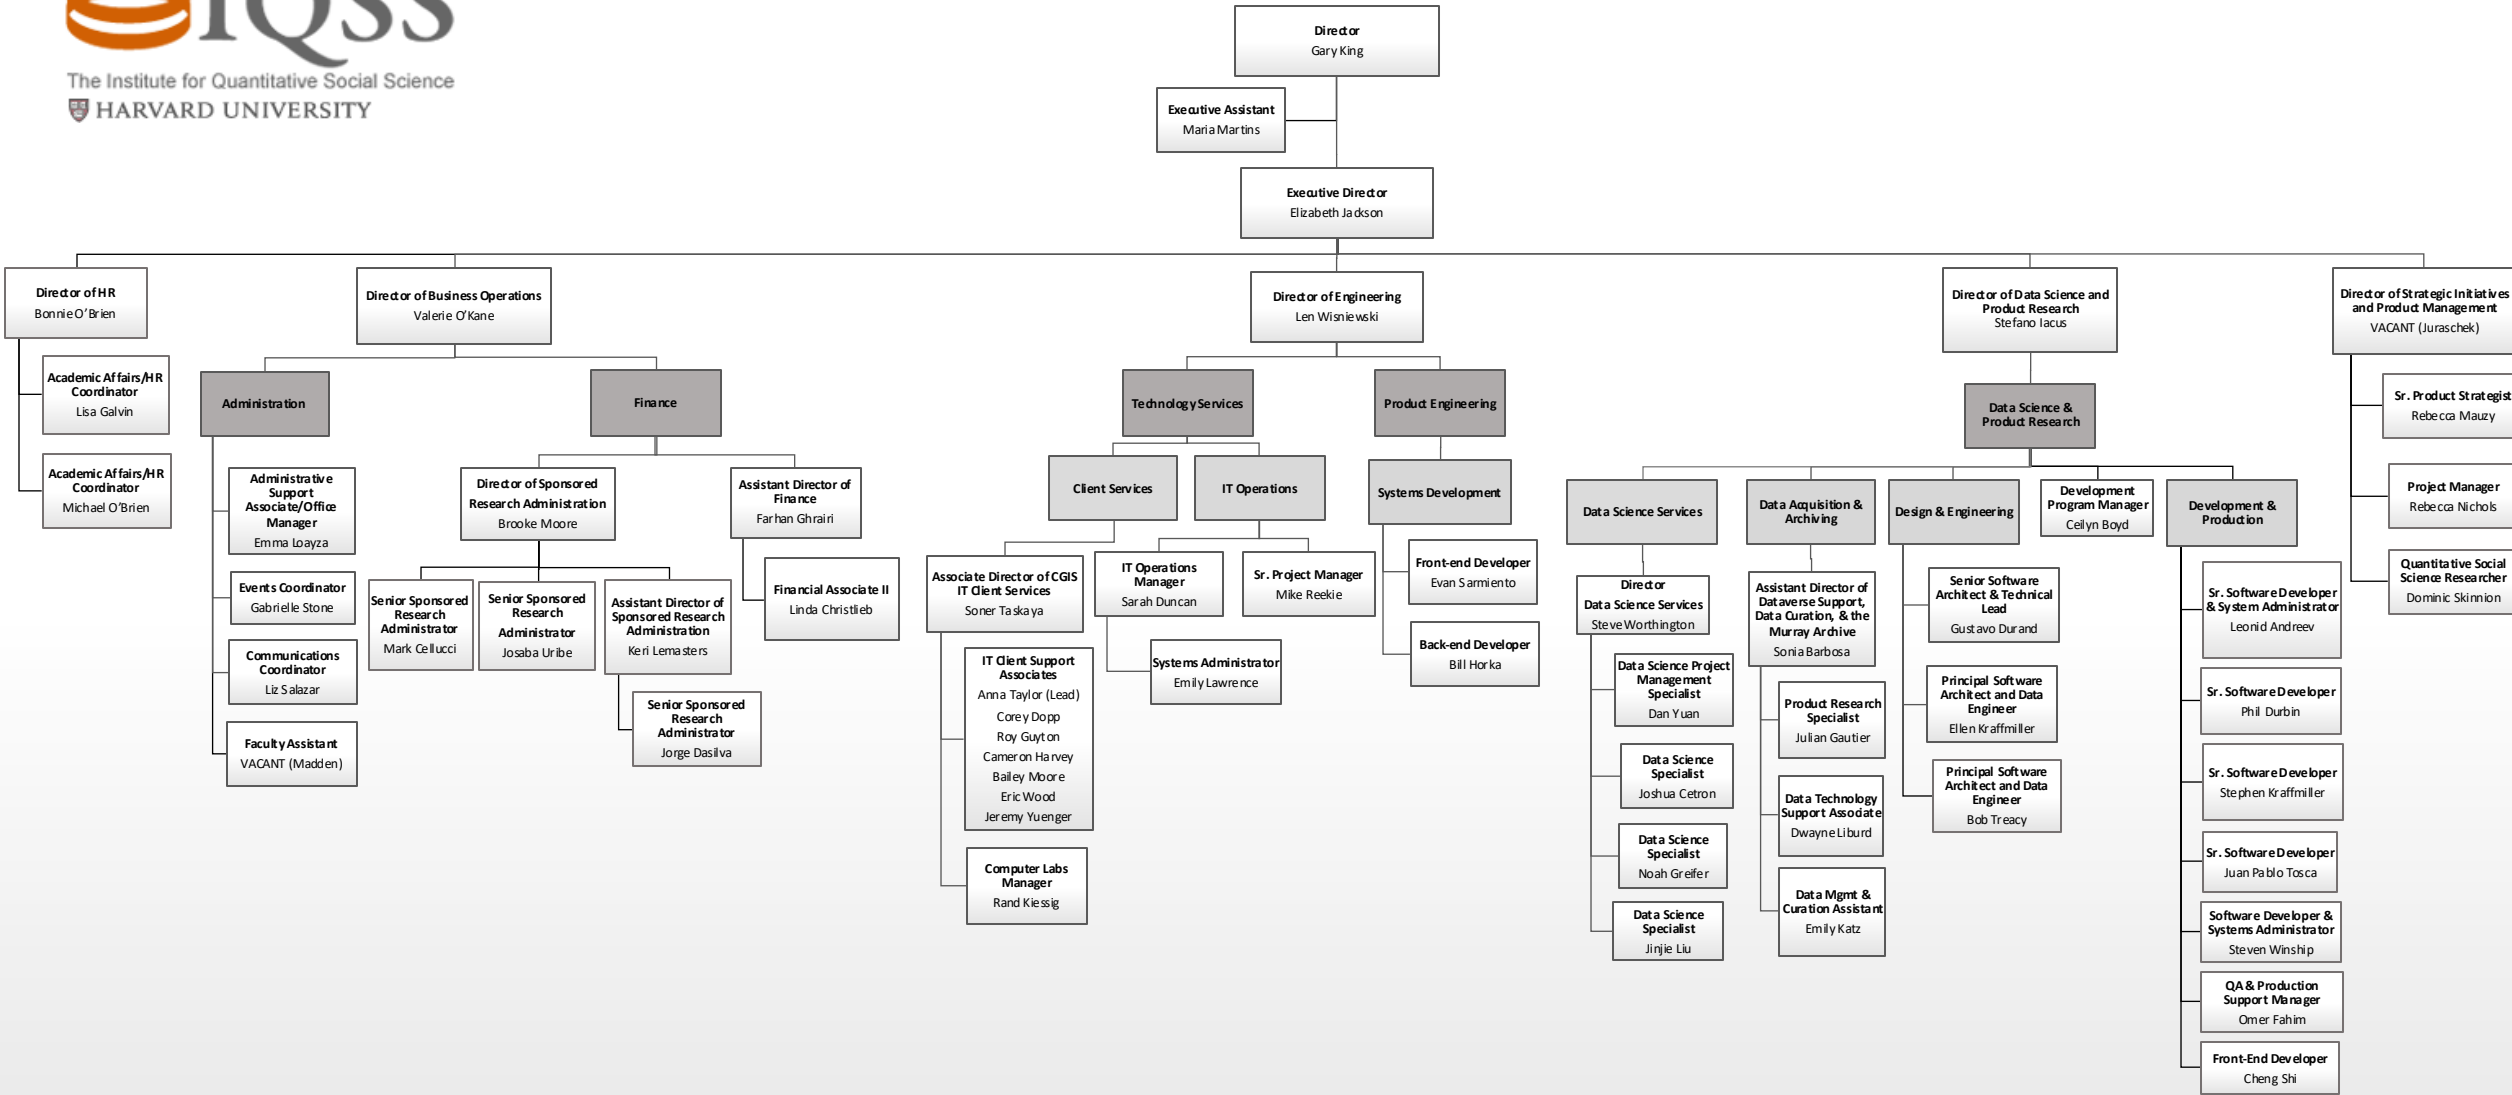 IQSS
The Institute for Quantitative Social Science
HARVARD UNIVERSITY
Director
Gary King
Executive Assistant
Maria Martins
Executive Director
Elizabeth Jackson
Director of HR
Bonnie O’Brien
Academic Affairs/HR
Coordinator
Lisa Galvin
Academic Affairs/HR
Coordinator
Michael O’Brien
Director of Business Operations
Valerie O’Kane
Administration
Administrative
Support
Associate/Office
Manager
Emma Loayza
Events Coordinator
Gabrielle Stone
Communications
Coordinator
Liz Salazar
Faculty Assistant
VACANT (Madden)
Finance
Director of Sponsored
Research Administration
Brooke Moore
Senior Sponsored
Research
Administrator
Mark Cellucci
Senior Sponsored
Research
Administrator
Josaba Uribe
Assistant Director of
Sponsored Research
Administration
Keri Lemasters
Senior Sponsored
Research
Administrator
Jorge Dasilva
Assistant Director of
Finance
Farhan Ghrairi
Financial Associate II
Linda Christlieb
Director of Engineering
Len Wisniewski
Technology Services
Client Services
Associate Director of CGIS
IT Client Services
Soner Taskaya
IT Client Support
Associates
Anna Taylor (Lead)
Corey Dopp
Roy Guyton
Cameron Harvey
Bailey Moore
Eric Wood
Jeremy Yuenger
Computer Labs
Manager
Rand Kiessig
IT Operations
IT Operations
Manager
Sarah Duncan
Systems Administrator
Emily Lawrence
Sr. Project Manager
Mike Reekie
Product Engineering
Systems Development
Front-end Developer
Evan Sarmiento
Back-end Developer
Bill Horka
Director of Data Science and
Product Research
Stefano Iacus
Data Science &
Product Research
Data Science Services
Director
Data Science Services
Steve Worthington
Data Science Project
Management
Specialist
Dan Yuan
Data Science
Specialist
Joshua Cetron
Data Science
Specialist
Noah Greifer
Data Science
Specialist
Jinjie Liu
Data Acquisition &
Archiving
Assistant Director of
Dataverse Support,
Data Curation, & the
Murray Archive
Sonia Barbosa
Product Research
Specialist
Julian Gautier
Data Technology
Support Associate
Dwayne Liburd
Data Mgmt &
Curation Assistant
Emily Katz
Design & Engineering
Senior Software
Architect & Technical
Lead
Gustavo Durand
Principal Software
Architect and Data
Engineer
Ellen Kraffmiller
Principal Software
Architect and Data
Engineer
Bob Treacy
Development
Program Manager
Ceilyn Boyd
Development &
Production
Sr. Software Developer
& System Administrator
Leonid Andreev
Sr. Software Developer
Phil Durbin
Sr. Software Developer
Stephen Kraffmiller
Sr. Software Developer
Juan Pablo Tosca
Software Developer &
Systems Administrator
Steven Winship
QA & Production
Support Manager
Omer Fahim
Front-End Developer
Cheng Shi
Director of Strategic Initiatives
and Product Management
VACANT (Juraschek)
Sr. Product Strategist
Rebecca Mauzy
Project Manager
Rebecca Nichols
Quantitative Social
Science Researcher
Dominic Skinnion